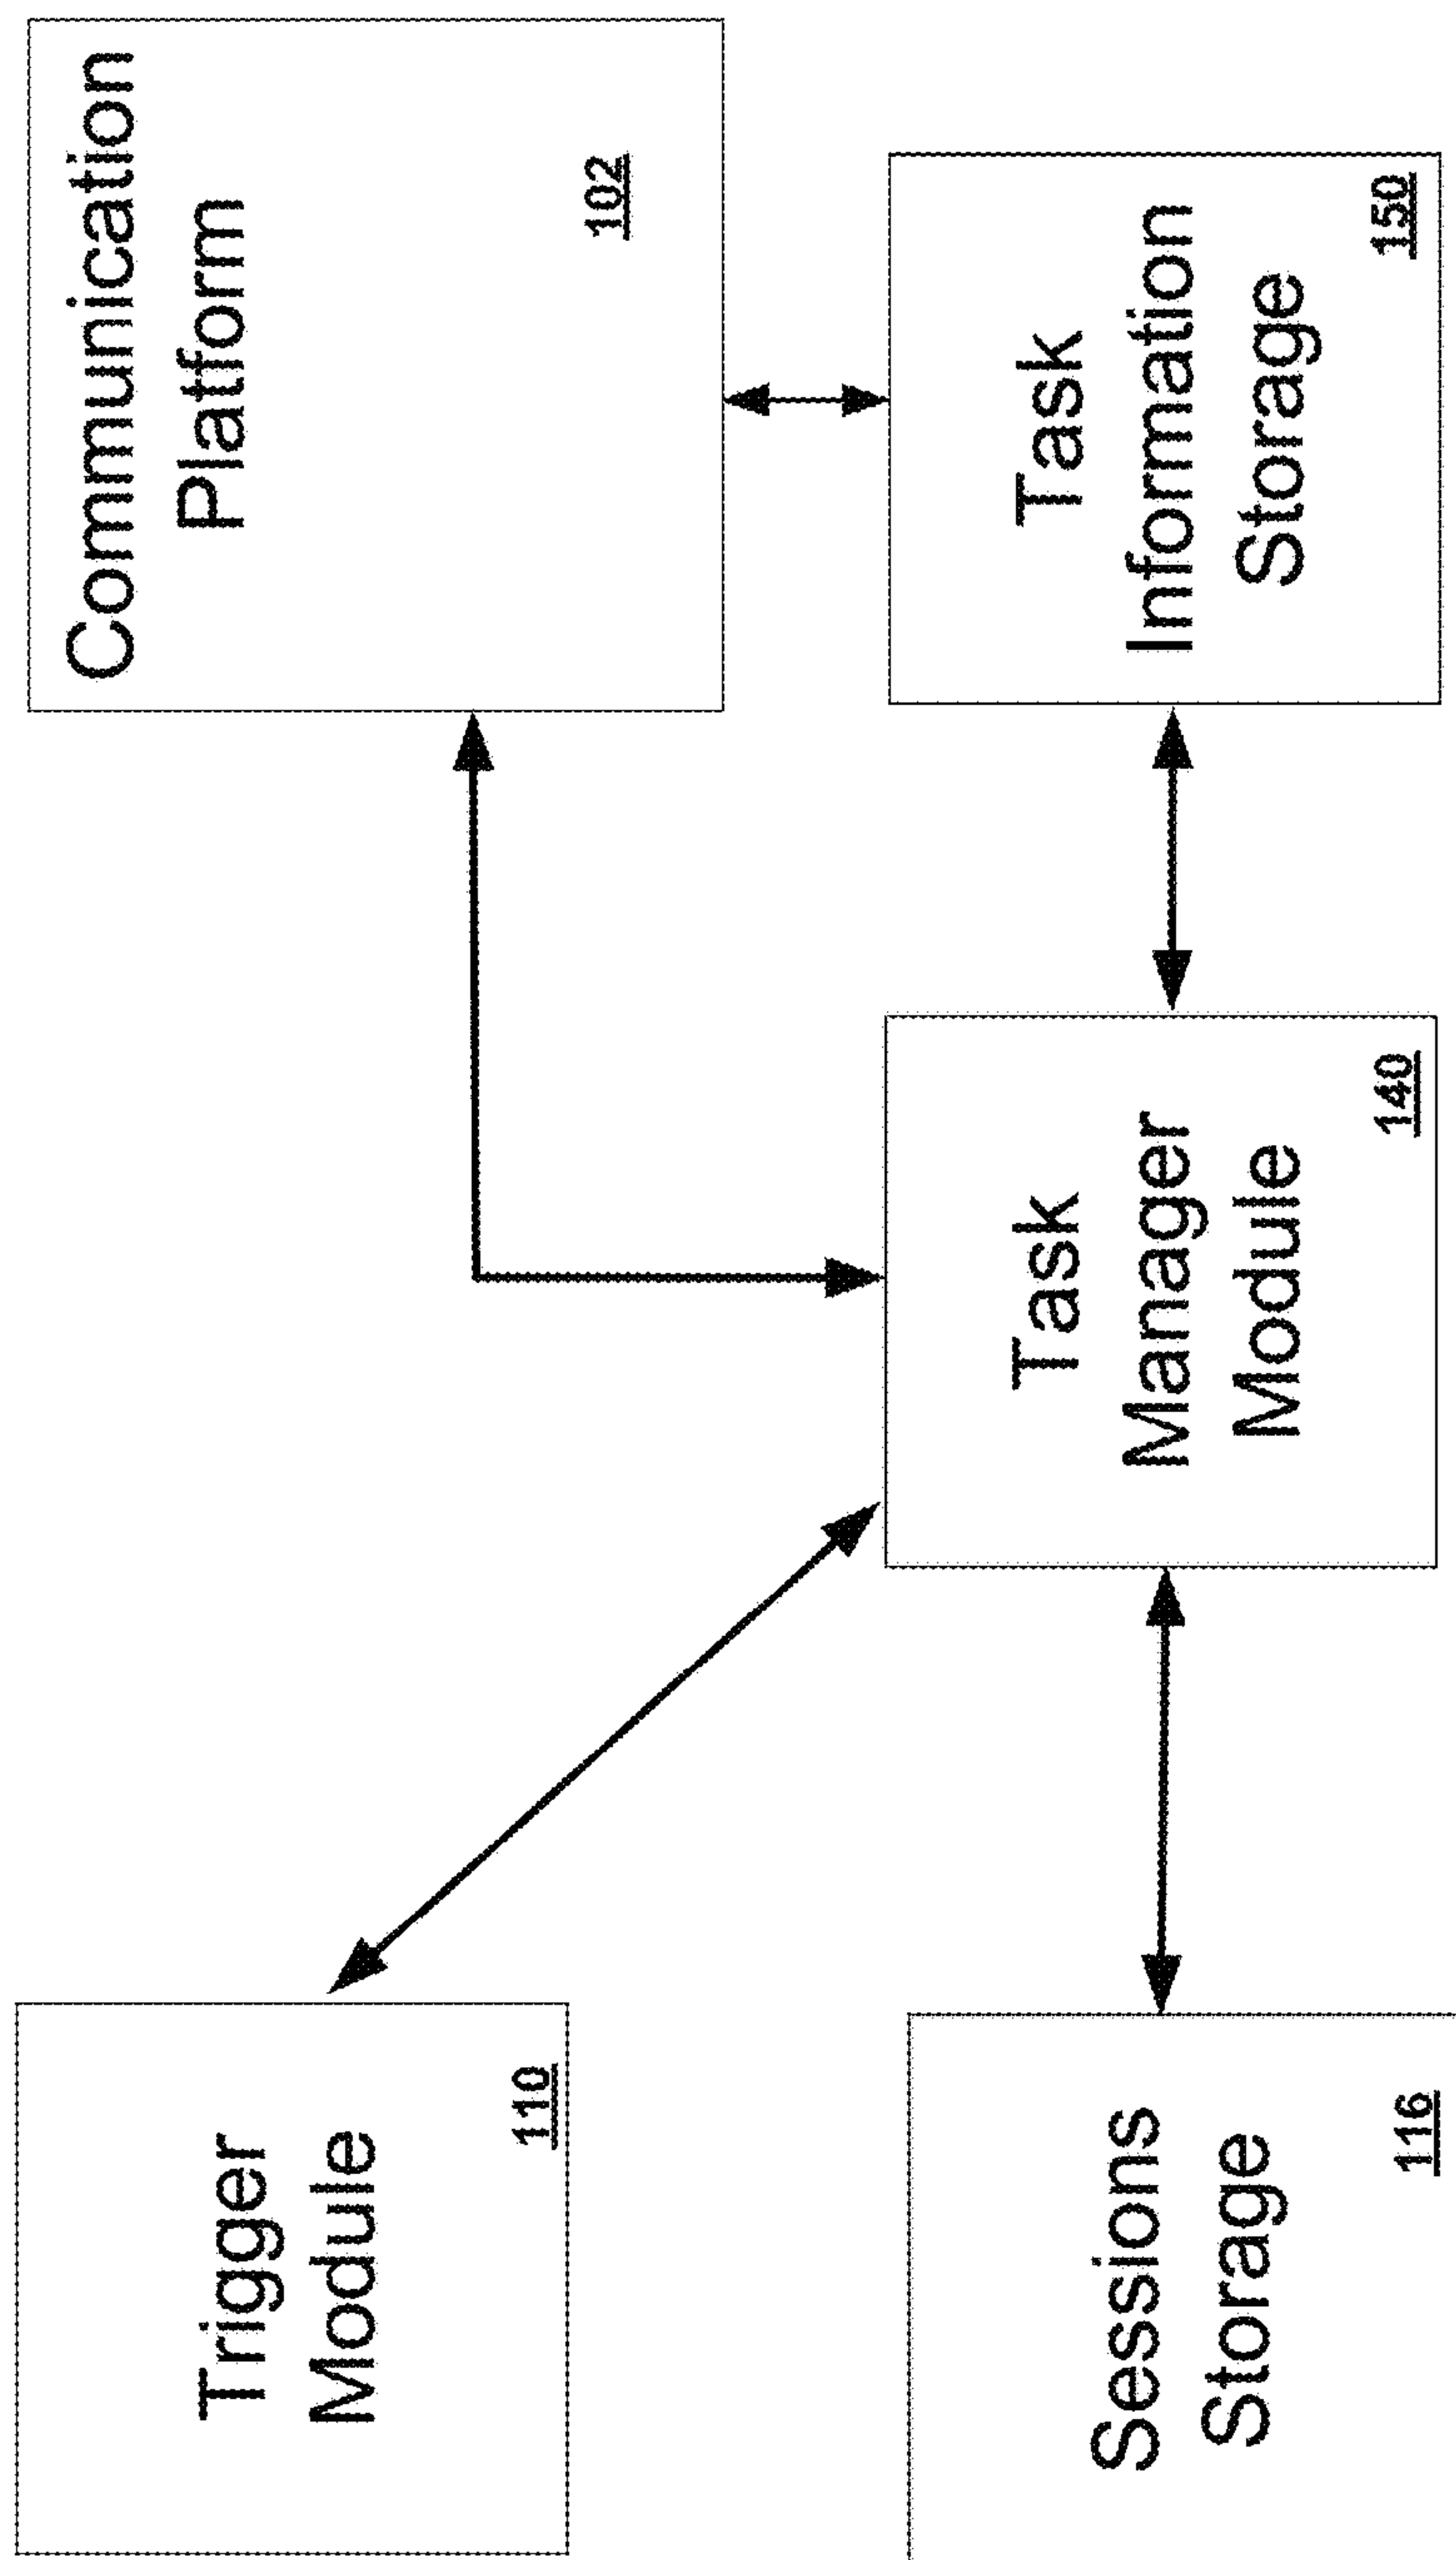 Trigger
Module
110
Communication
Platform
102
Sessions
Storage
116
Task
Manager
Module
140
Task
Information
Storage
150